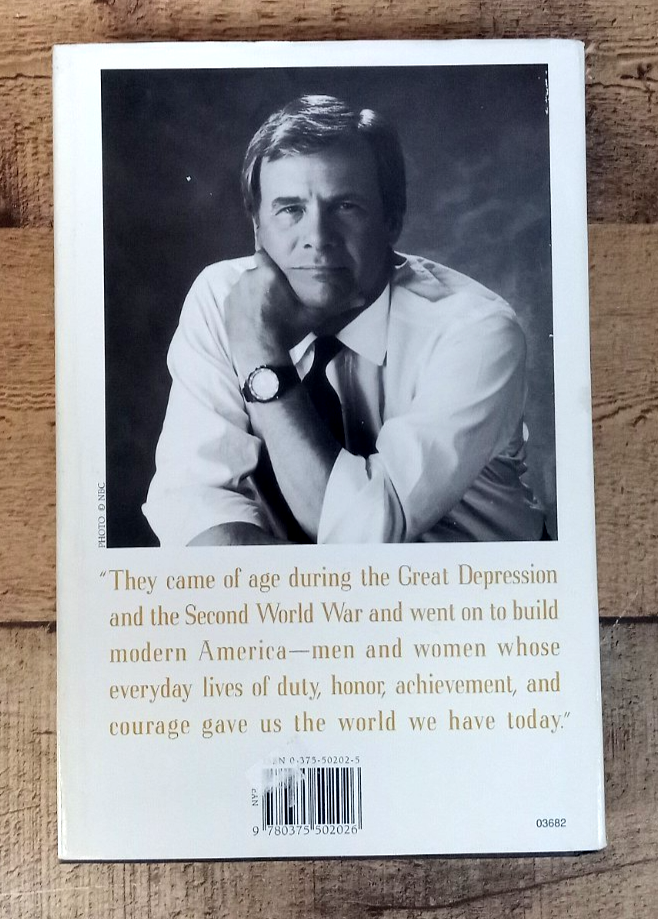 PHOTO © NBC
“They came of age during the Great Depression
and the Second World War and went on to build
modern America—men and women whose
everyday lives of duty, honor, achievement, and
courage gave us the world we have today.”
0-375-50202-5
9 780375 502026
03682